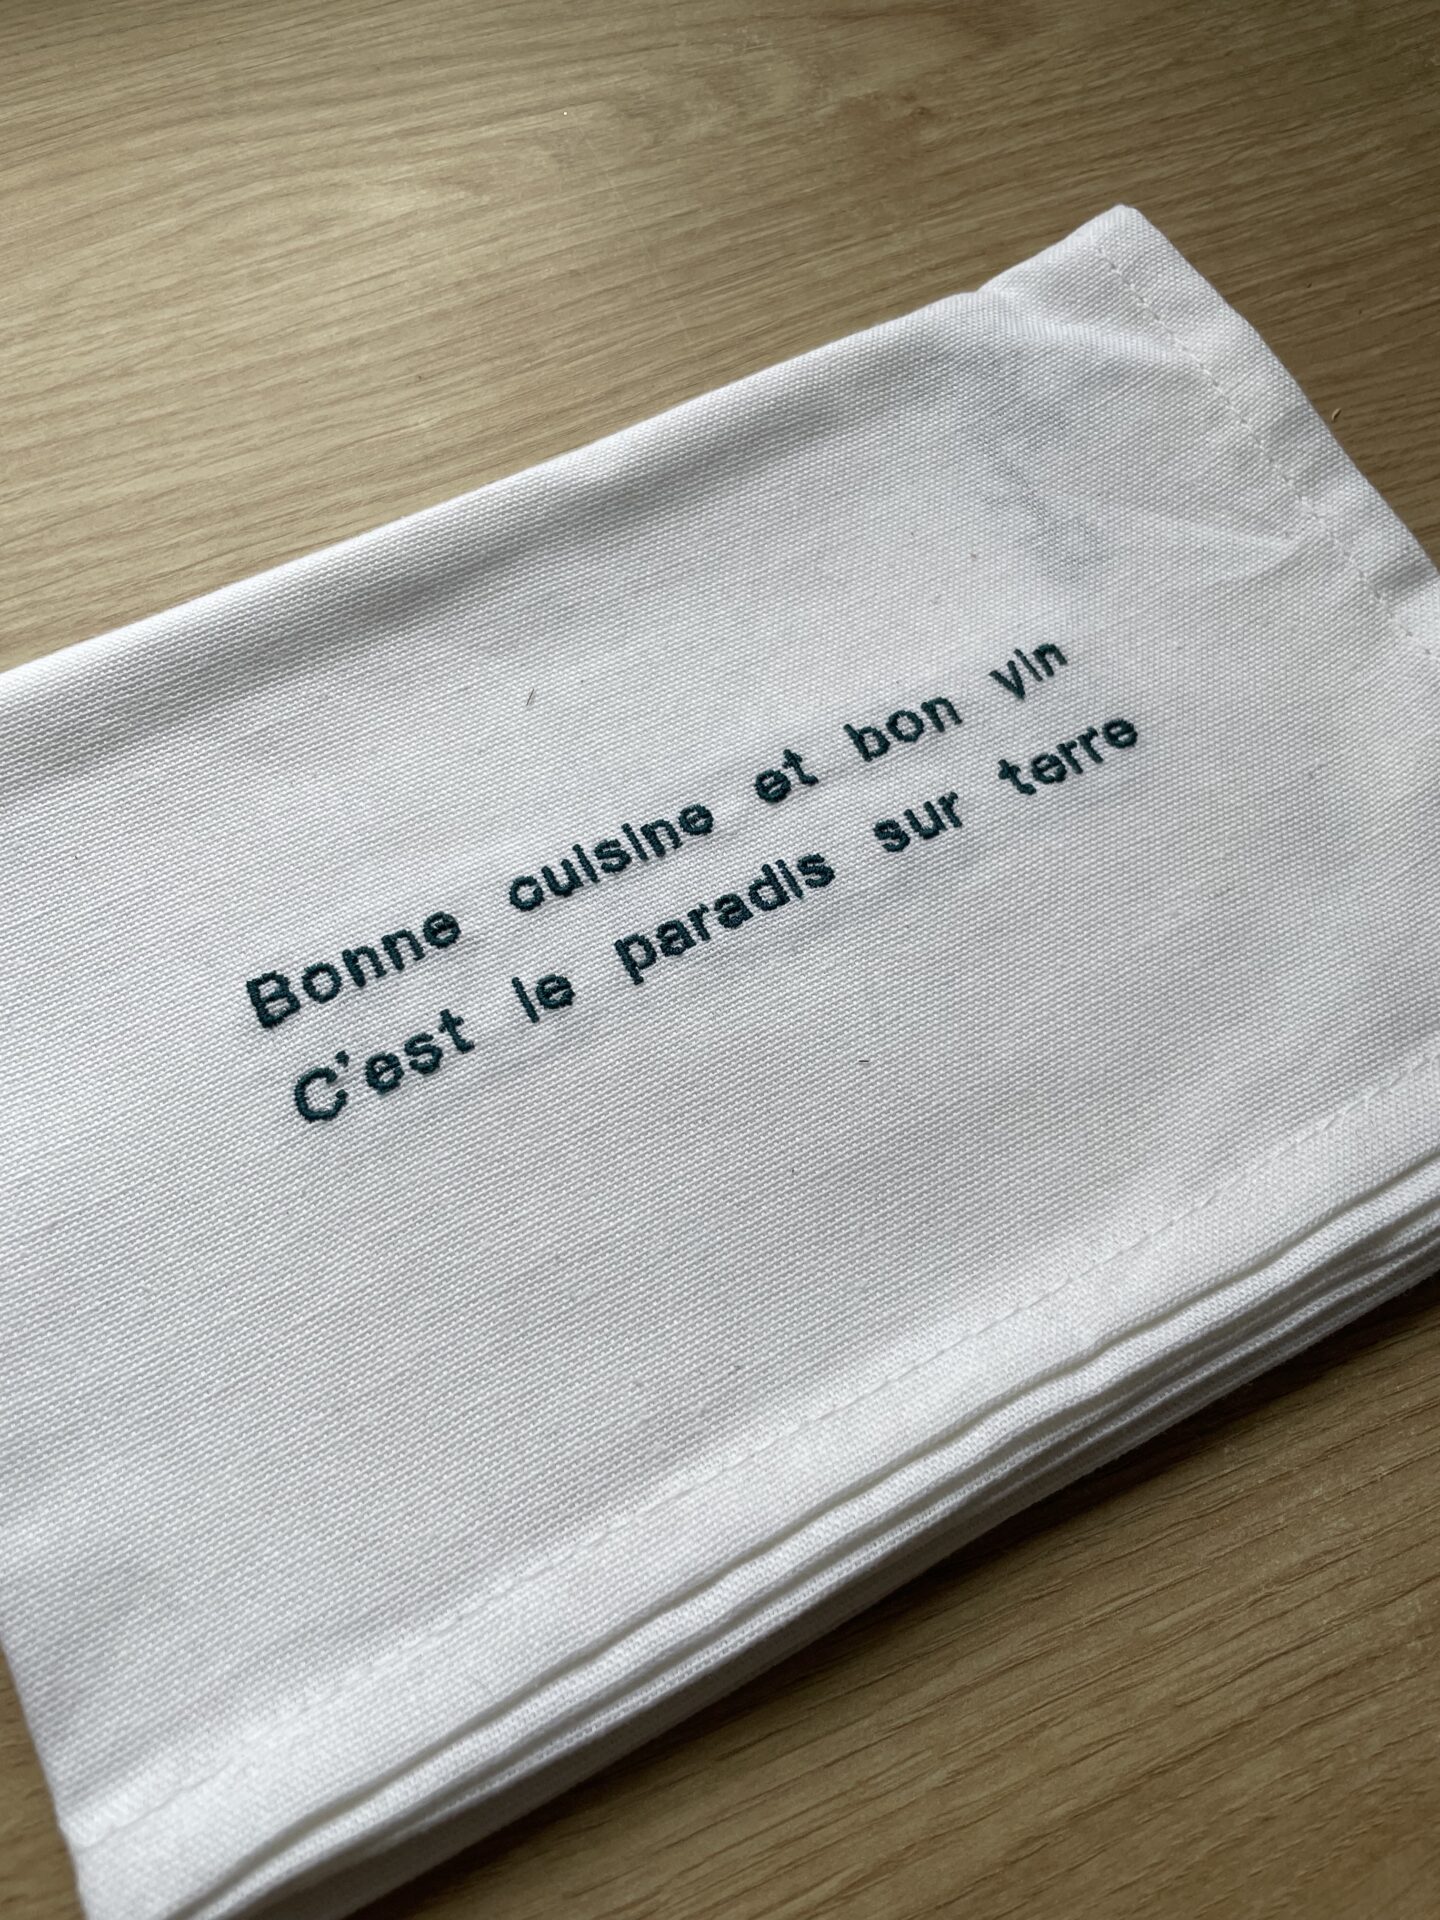 Bonne cuisine et bon vin
C'est le paradis sur terre